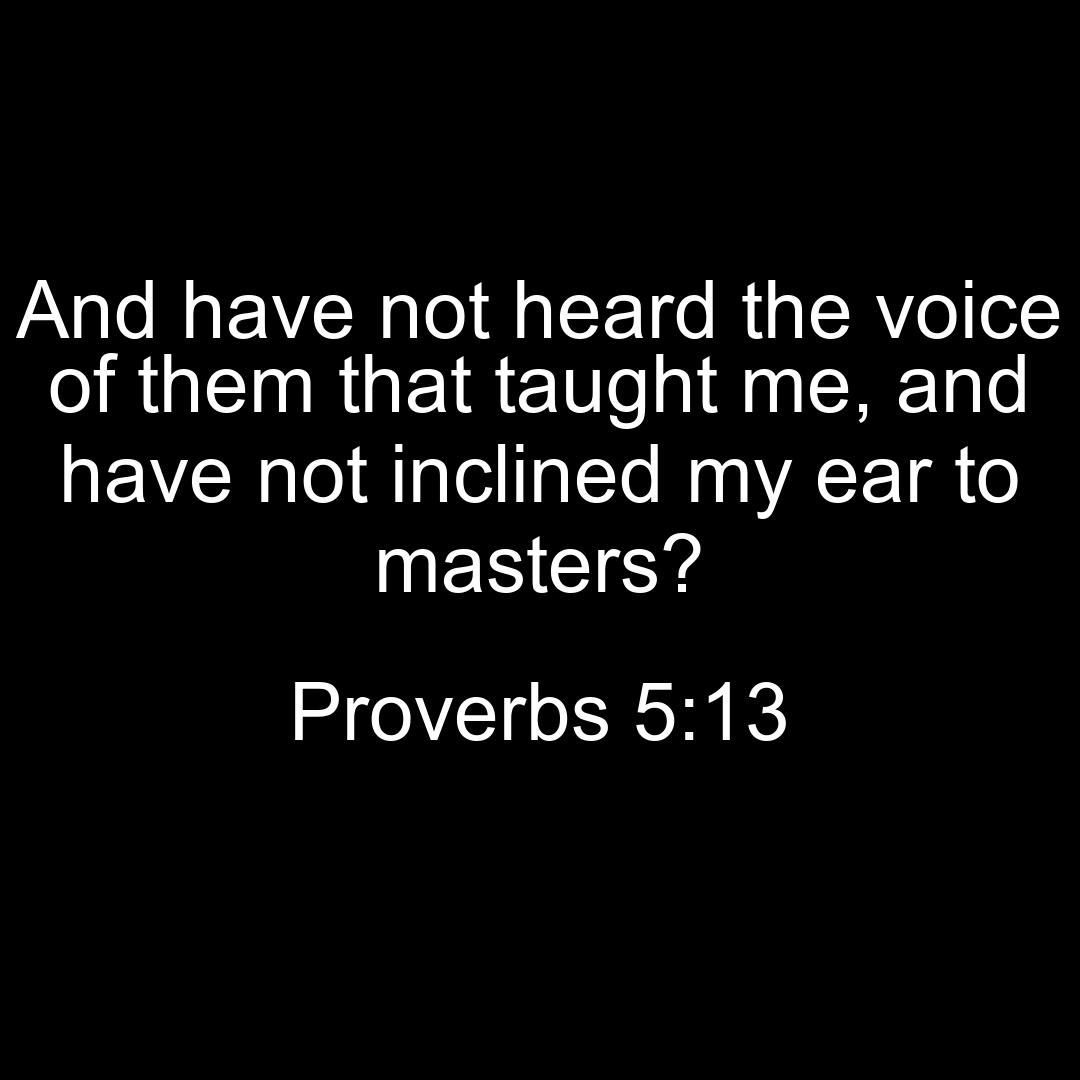 And have not heard the voice
of them that taught me, and
have not inclined my ear to
masters?
Proverbs 5:13